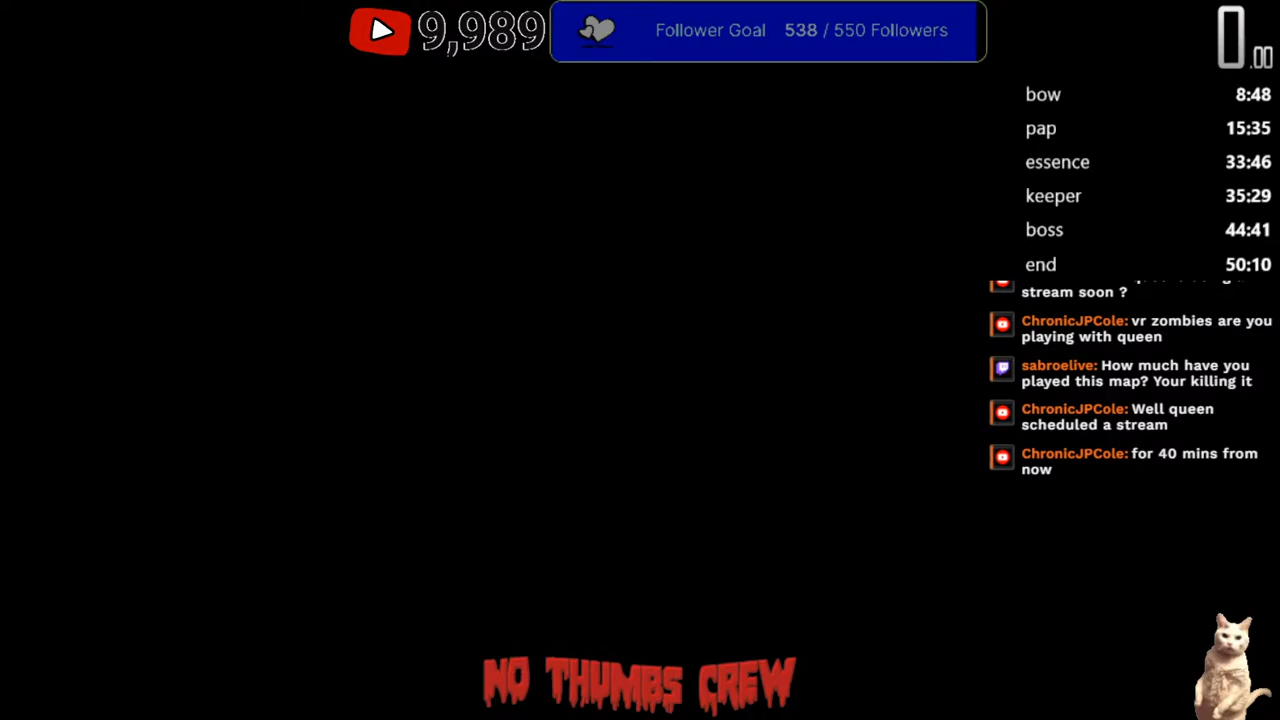 9,989
Follower Goal 538 / 550 Followers
0.00
bow 8:48
pap 15:35
essence 33:46
keeper 35:29
boss 44:41
end 50:10
stream soon ?
ChronicJPCole: vr zombies are you
playing with queen
sabroelive: How much have you
played this map? Your killing it
ChronicJPCole: Well queen
scheduled a stream
ChronicJPCole: for 40 mins from
now
NO THUMBS CREW